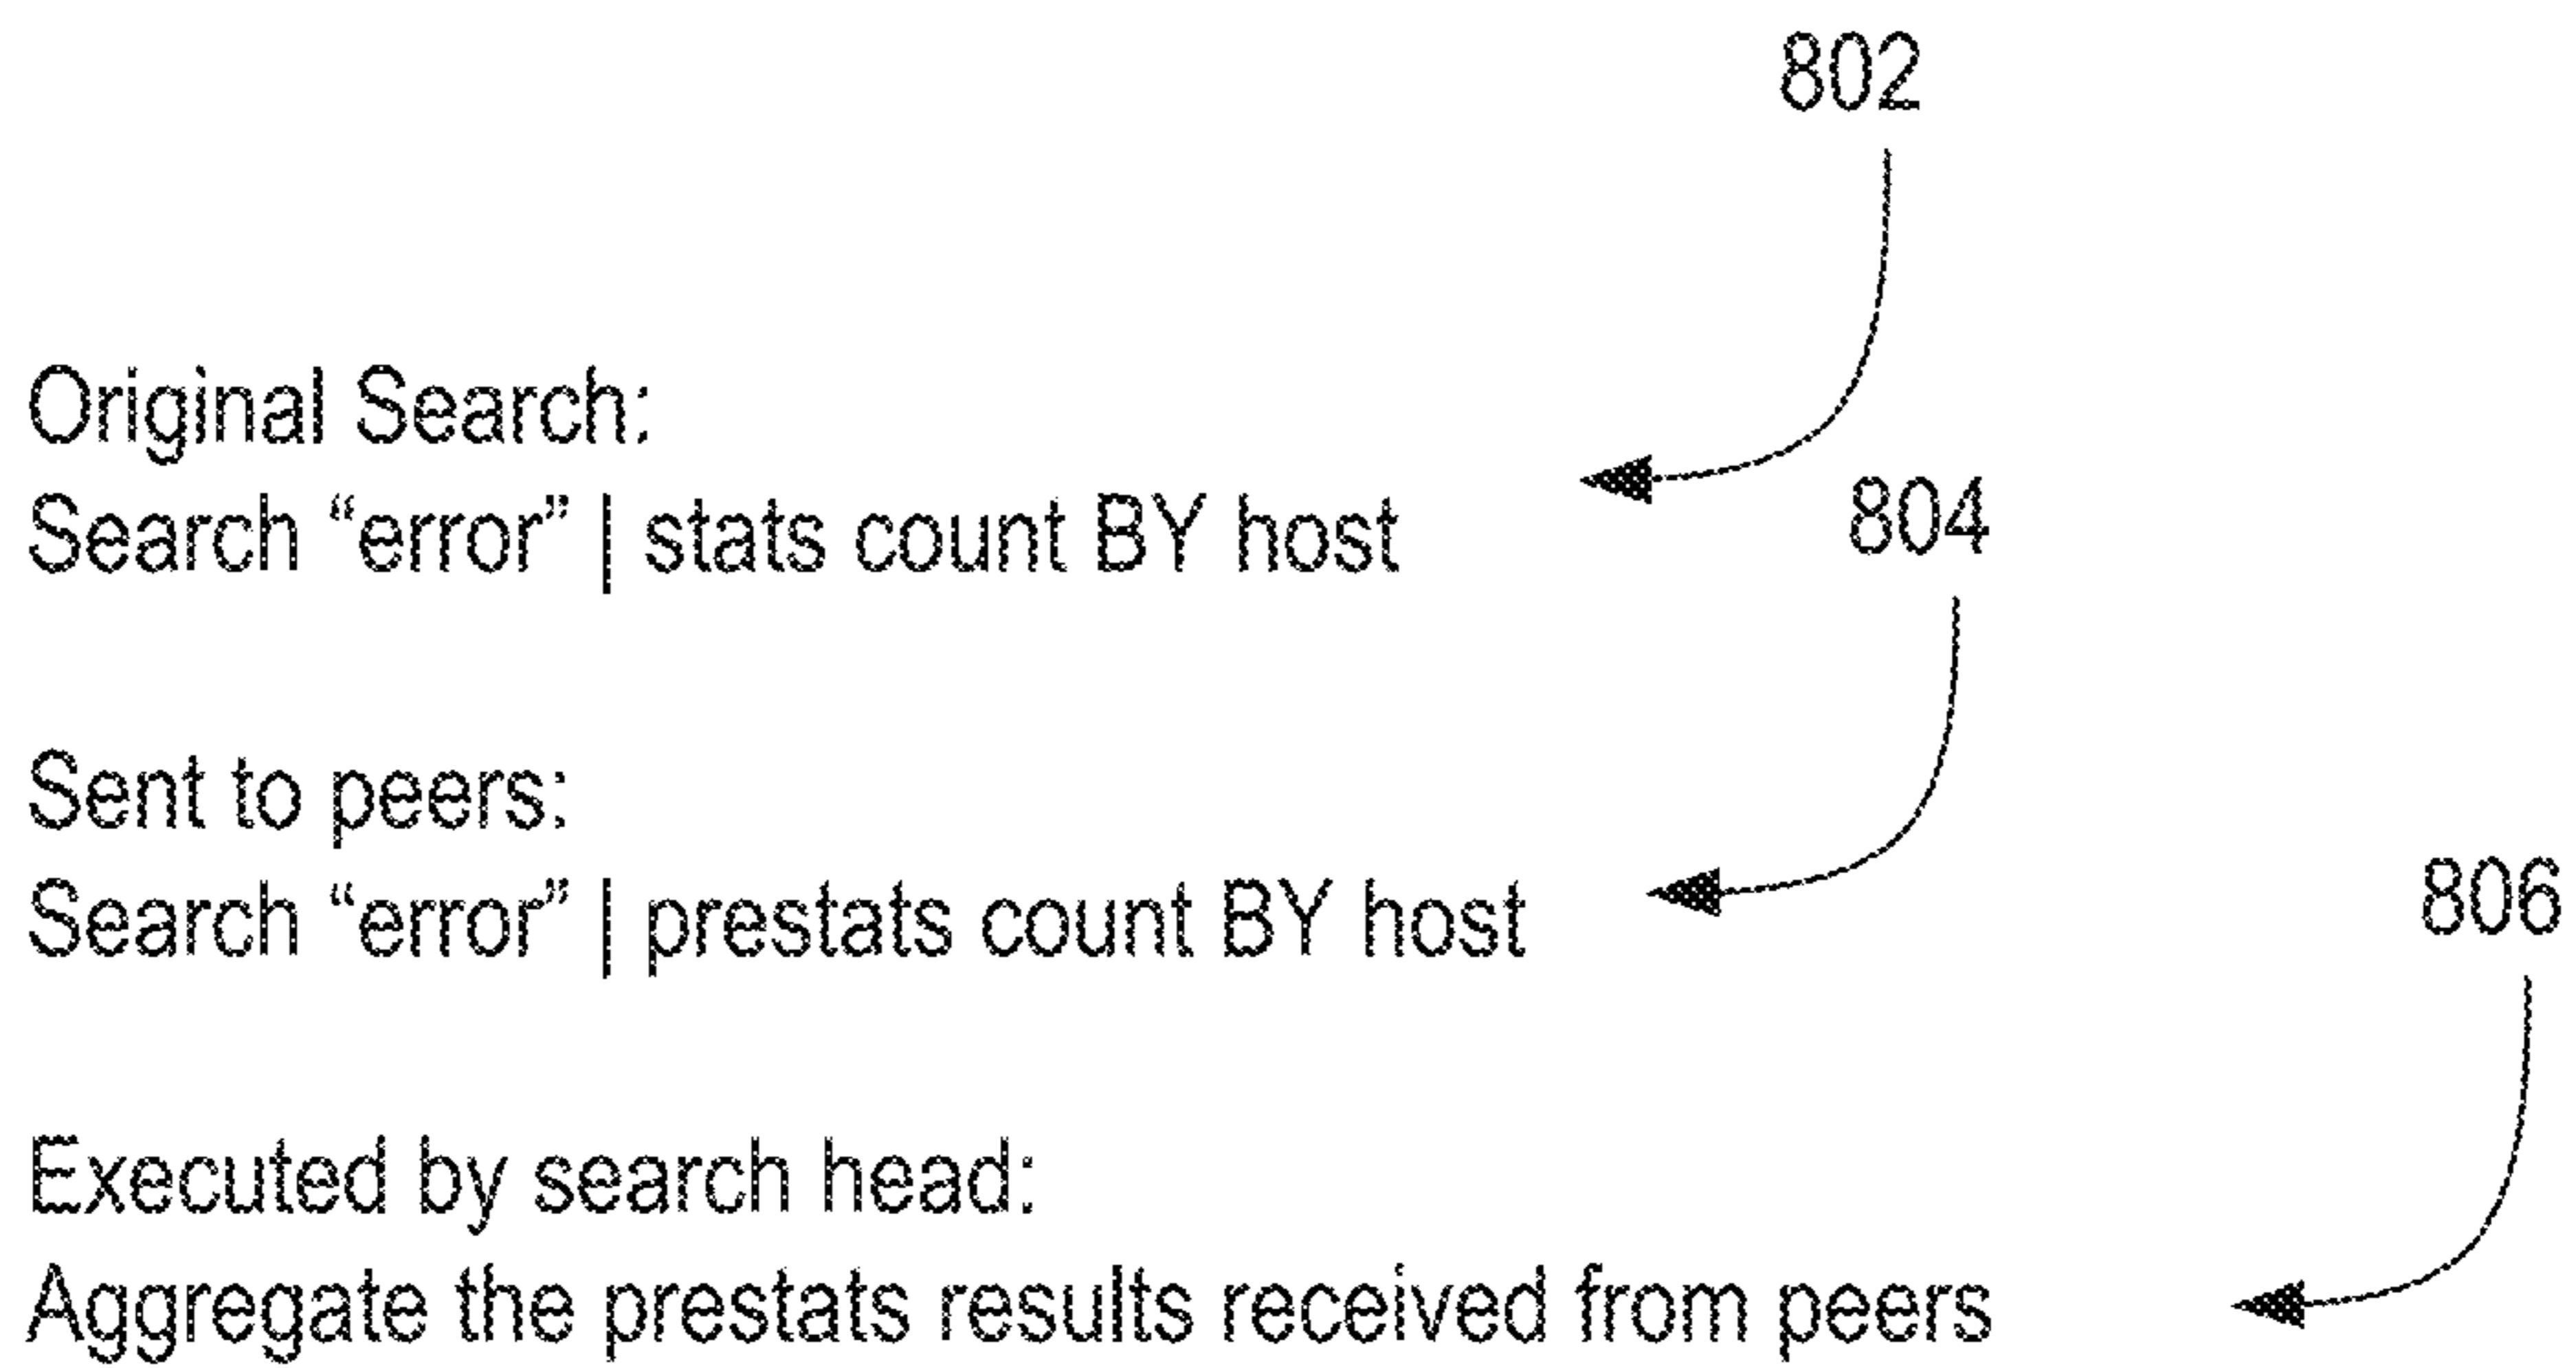 802
Original Search:
Search “error” | stats count BY host
804
Sent to peers:
Search “error” | prestats count BY host
806
Executed by search head:
Aggregate the prestats results received from peers